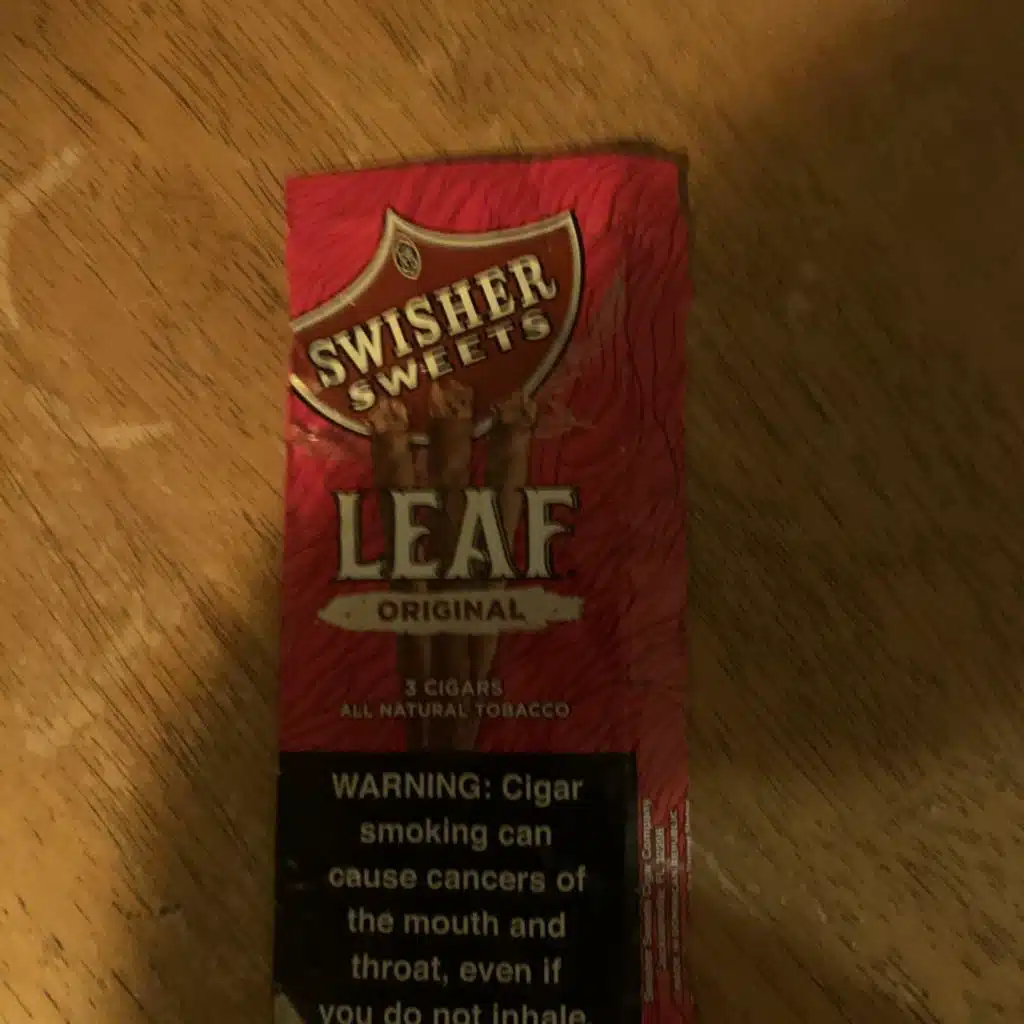 SWISHER
SWEETS
LEAF
ORIGINAL
3 CIGARS
ALL NATURAL TOBACCO
WARNING: Cigar
smoking can
cause cancers of
the mouth and
throat, even if
you do not inhale.
Company